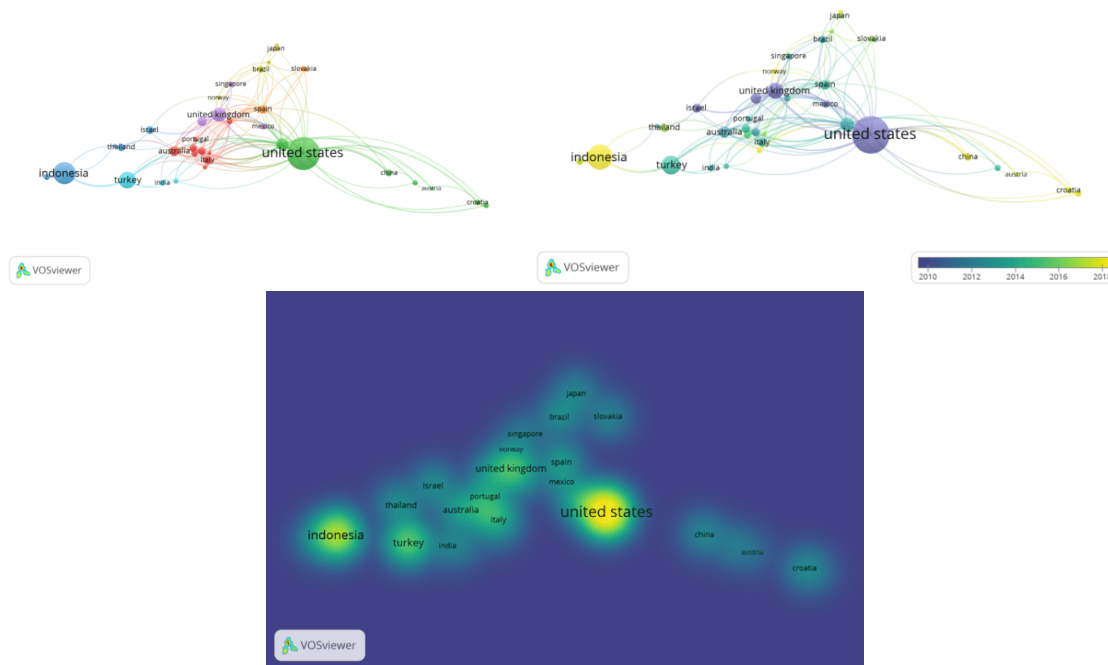 japan
brazil
slovakia
singapore
norway
spain
united kingdom
mexico
israel
portugal
thailand
australia
italy
united states
indonesia
turkey
india
china
austria
croatia
VOSviewer
japan
brazil
slovakia
singapore
norway
spain
united kingdom
mexico
israel
portugal
thailand
australia
italy
united states
indonesia
turkey
india
china
austria
croatia
VOSviewer
2010 2012 2014 2016 2018
japan
brazil
slovakia
singapore
norway
spain
united kingdom
mexico
israel
portugal
thailand
australia
italy
united states
indonesia
turkey
india
china
austria
croatia
VOSviewer